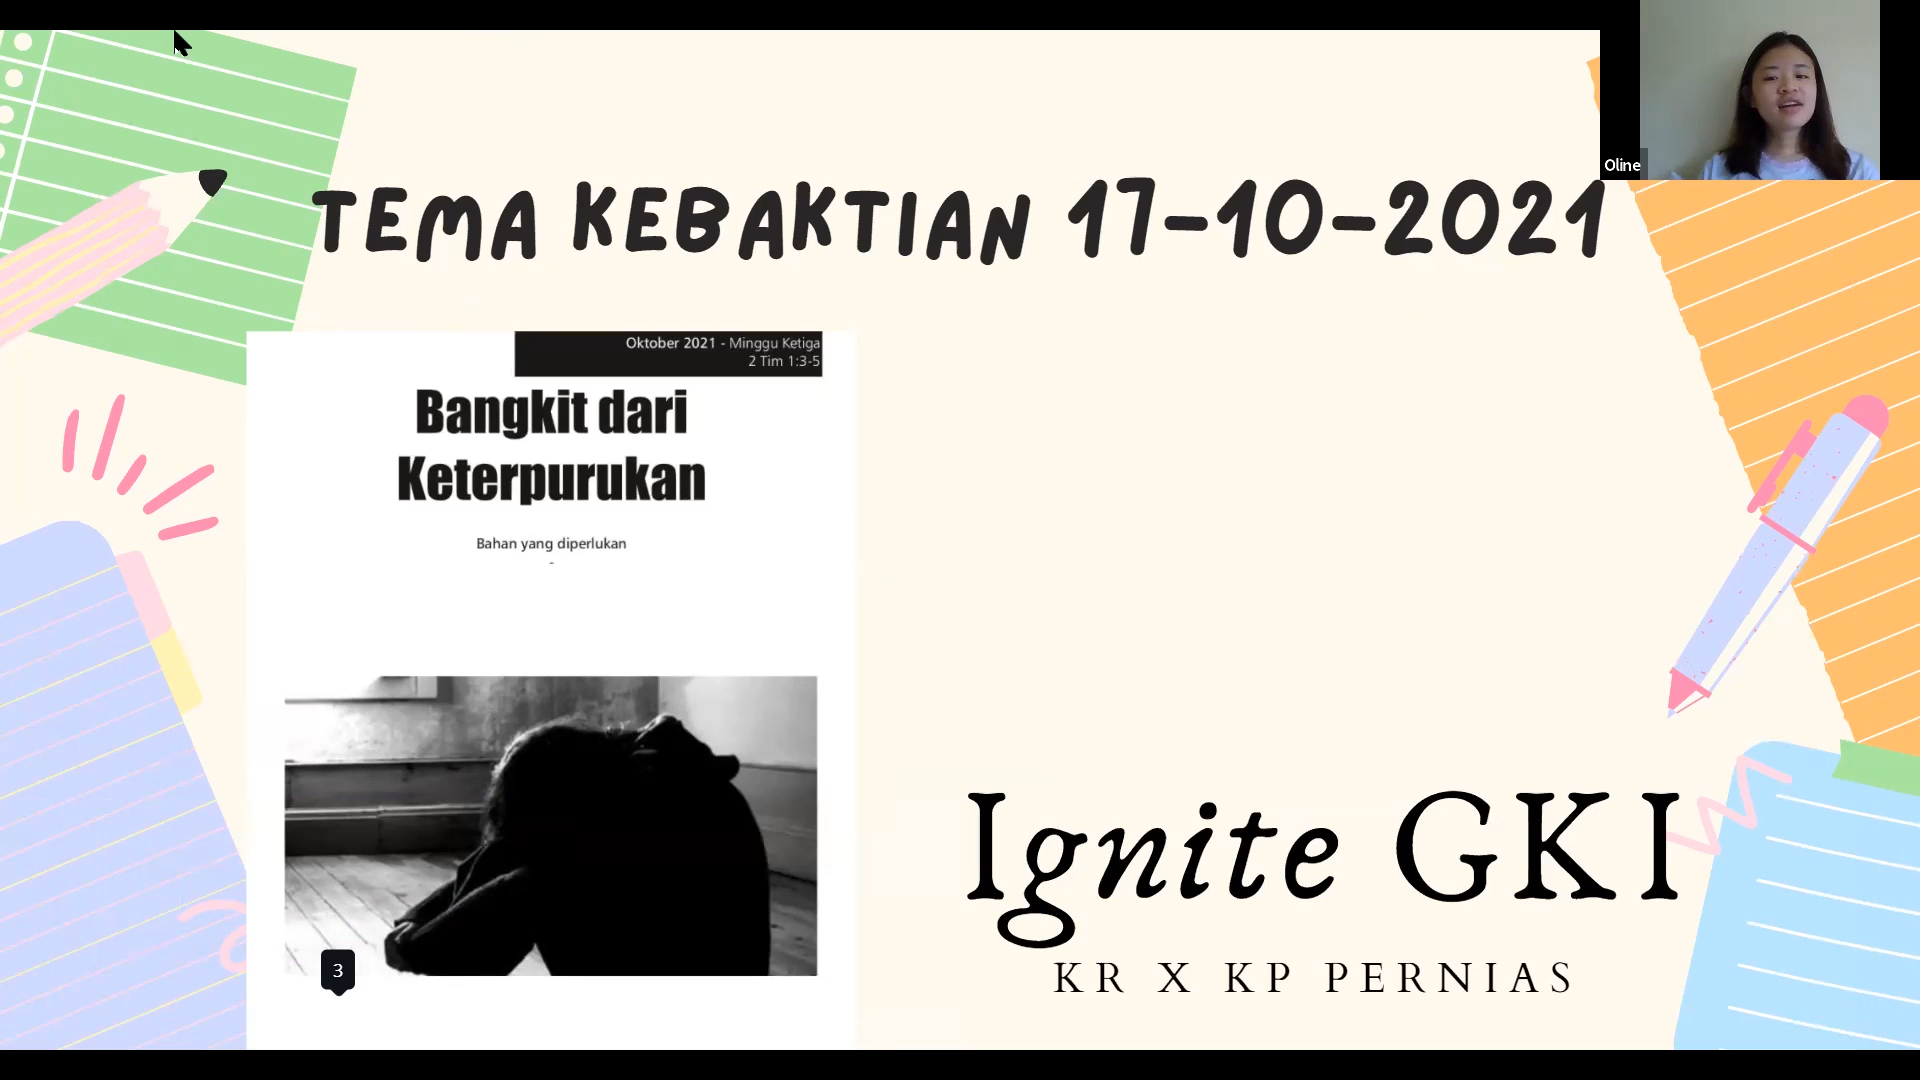 Oline
TEMA KEBAKTIAN 17-10-2021
Oktober 2021 - Minggu Ketiga
2 Tim 1:3-5
Bangkit dari
Keterpurukan
Bahan yang diperlukan
-
3
Ignite GKI
KR X KP PERNIAS